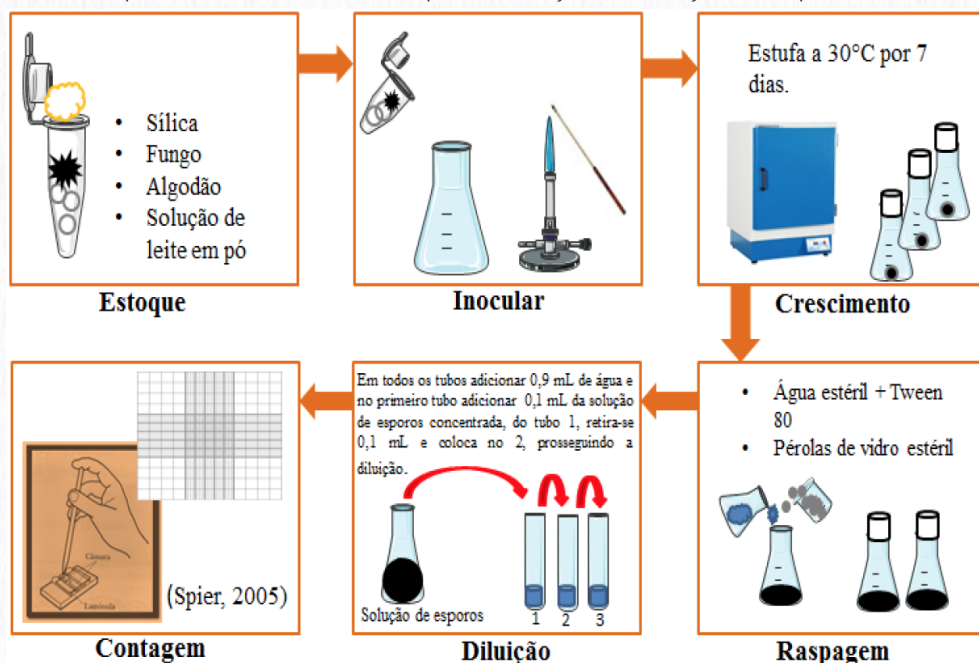 • Sílica
• Fungo
• Algodão
• Solução de
leite em pó
Estoque
Inocular
Estufa a 30°C por 7
dias.
Crescimento
• Água estéril + Tween
80
• Pérolas de vidro estéril
Raspagem
Em todos os tubos adicionar 0,9 mL de água e
no primeiro tubo adicionar 0,1 mL da solução
de esporos concentrada, do tubo 1, retira-se
0,1 mL e coloca no 2, prosseguindo a
diluição.
Solução de esporos
1 2 3
Diluição
Câmara
Lamínula
(Spier, 2005)
Contagem